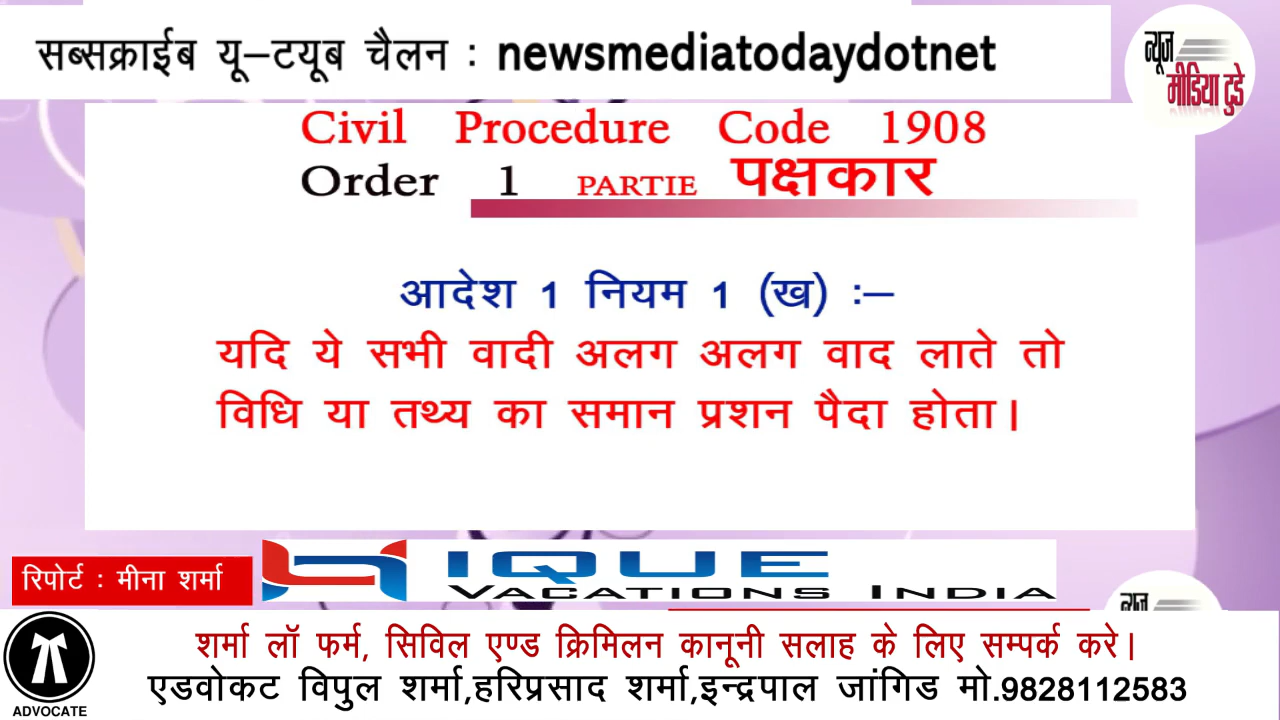 सब्सक्राईब यू–टयूब चैलन : newsmediatodaydotnet
न्यूज
मीडिया टुडे
Civil Procedure Code 1908
Order 1 PARTIE पक्षकार
आदेश 1 नियम 1 (ख) :–
यदि ये सभी वादी अलग अलग वाद लाते तो
विधि या तथ्य का समान प्रशन पैदा होता।
IQUE
VACATIONS INDIA
रिपोर्ट : मीना शर्मा
न्यूज
शर्मा लॉ फर्म, सिविल एण्ड क्रिमिलन कानूनी सलाह के लिए सम्पर्क करे।
एडवोकट विपुल शर्मा,हरिप्रसाद शर्मा,इन्द्रपाल जांगिड मो.9828112583
ADVOCATE